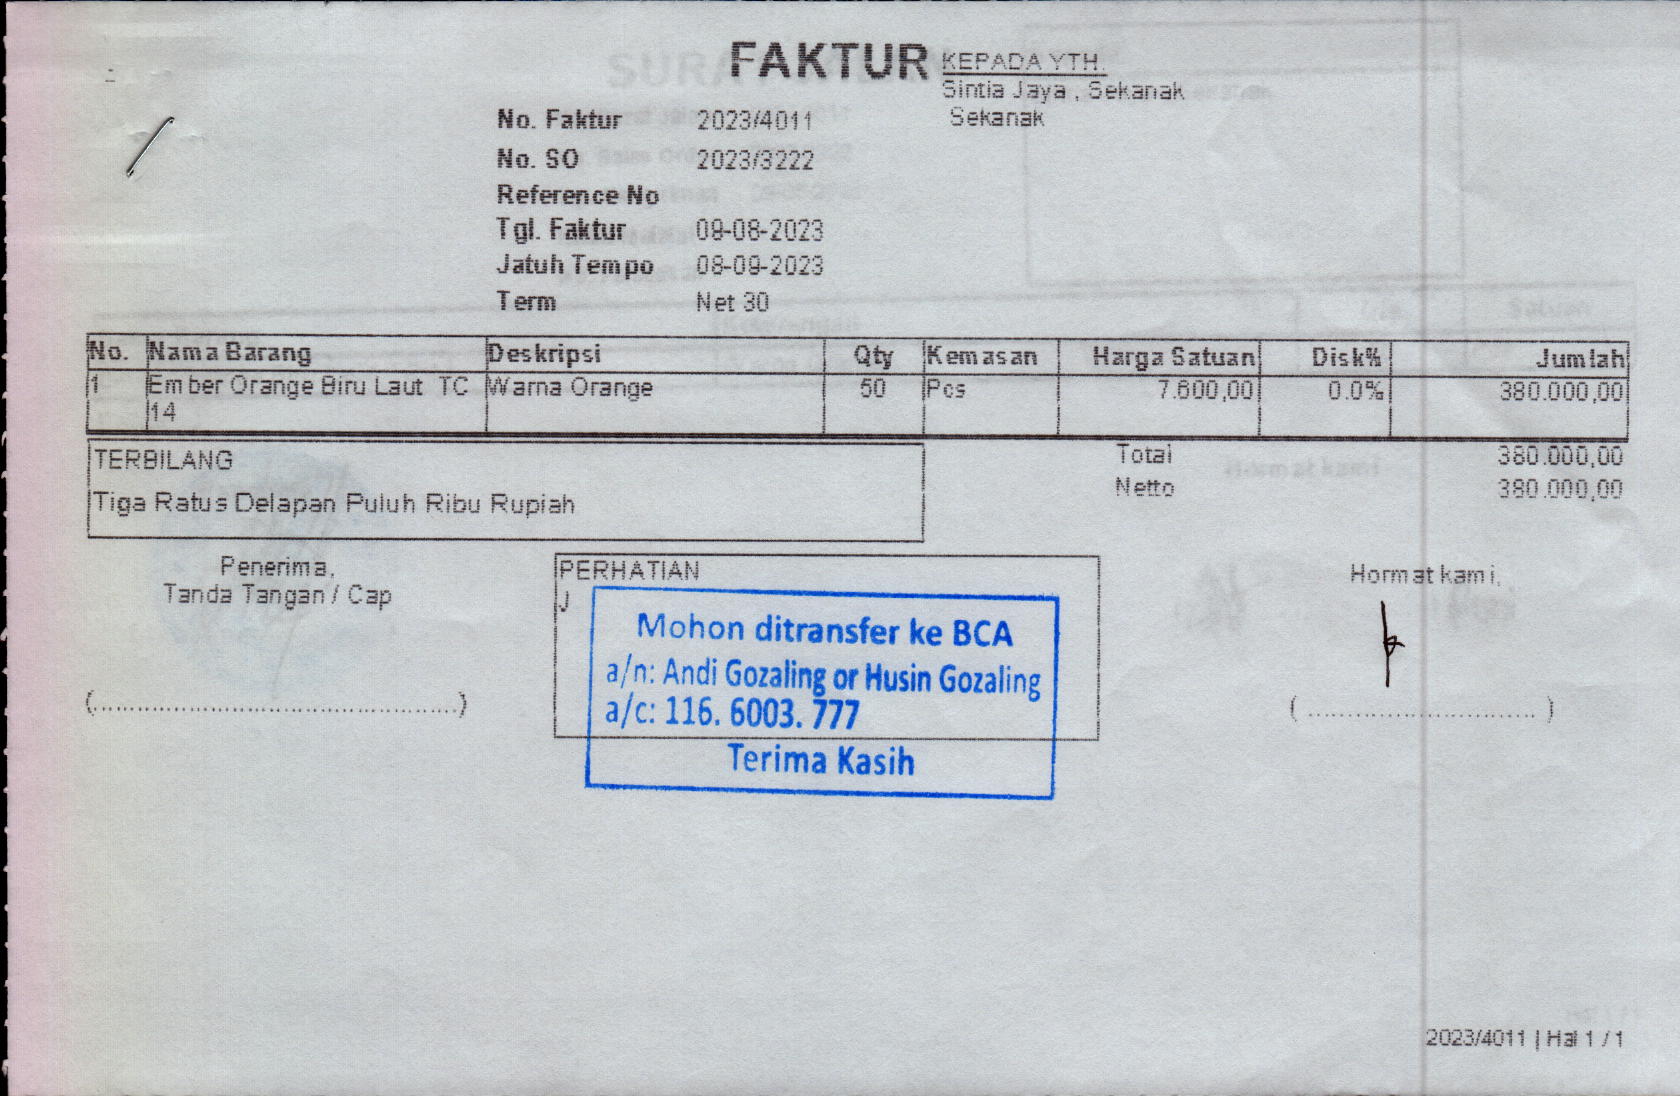 FAKTUR
KEPADA YTH.
Sintia Jaya , Sekanak
Sekanak
No. Faktur 2023/4011
No. SO 2023/3222
Reference No
Tgl. Faktur 09-08-2023
Jatuh Tempo 08-09-2023
Term Net 30
No. Nama Barang Deskripsi Qty Kemasan Harga Satuan Disk% Jumlah
1 Ember Orange Biru Laut TC Warna Orange 50 Pcs 7.600,00 0.0% 380.000,00
14
TERBILANG
Tiga Ratus Delapan Puluh Ribu Rupiah
Total 380.000,00
Netto 380.000,00
Penerima,
Tanda Tangan / Cap
(..............................................)
PERHATIAN
J
Mohon ditransfer ke BCA
a/n: Andi Gozaling or Husin Gozaling
a/c: 116. 6003. 777
Terima Kasih
Hormat kami,
( ............................. )
2023/4011 | Hal 1 / 1